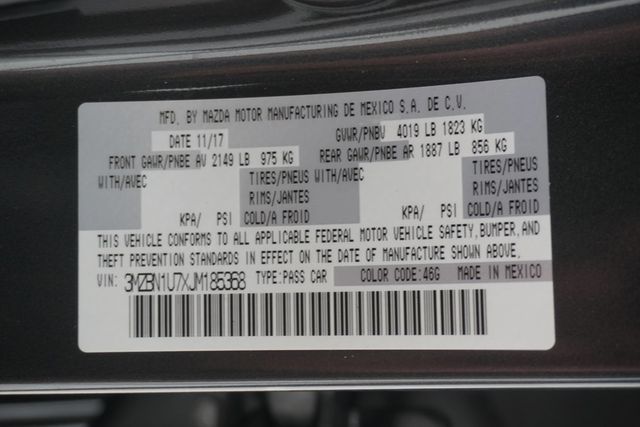 MFD. BY MAZDA MOTOR MANUFACTURING DE MEXICO S.A. DE C.V.
DATE 11/17 GVWR/PNBV 4019 LB 1823 KG
FRONT GAWR/PNBE AV 2149 LB 975 KG REAR GAWR/PNBE AR 1887 LB 856 KG
WITH/AVEC TIRES/PNEUS WITH/AVEC TIRES/PNEUS
RIMS/JANTES RIMS/JANTES
KPA/ PSI COLD/A FROID KPA/ PSI COLD/A FROID
THIS VEHICLE CONFORMS TO ALL APPLICABLE FEDERAL MOTOR VEHICLE SAFETY, BUMPER, AND
THEFT PREVENTION STANDARDS IN EFFECT ON THE DATE OF MANUFACTURE SHOWN ABOVE.
VIN: 3MZBN1U7XJM185368 TYPE:PASS CAR COLOR CODE:46G MADE IN MEXICO